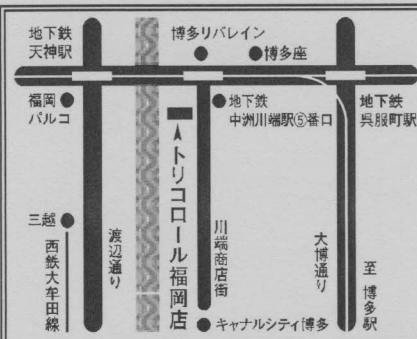 地下鉄
天神駅
博多リバレイン
博多座
福岡
パルコ
地下鉄
中洲川端駅⑤番口
地下鉄
呉服町駅
▲トリコロール福岡店
三越
西鉄大牟田線
渡辺通り
川端商店街
大博通り
至 博多駅
キャナルシティ博多